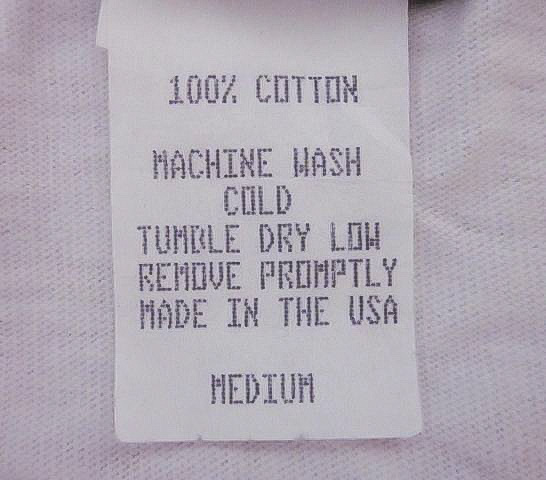 100% COTTON
MACHINE WASH
COLD
TUMBLE DRY LOW
REMOVE PROMPTLY
MADE IN THE USA
MEDIUM